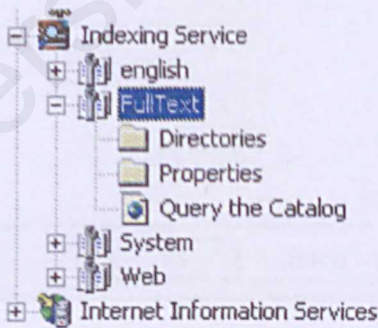 Indexing Service
english
FullText
Directories
Properties
Query the Catalog
System
Web
Internet Information Services